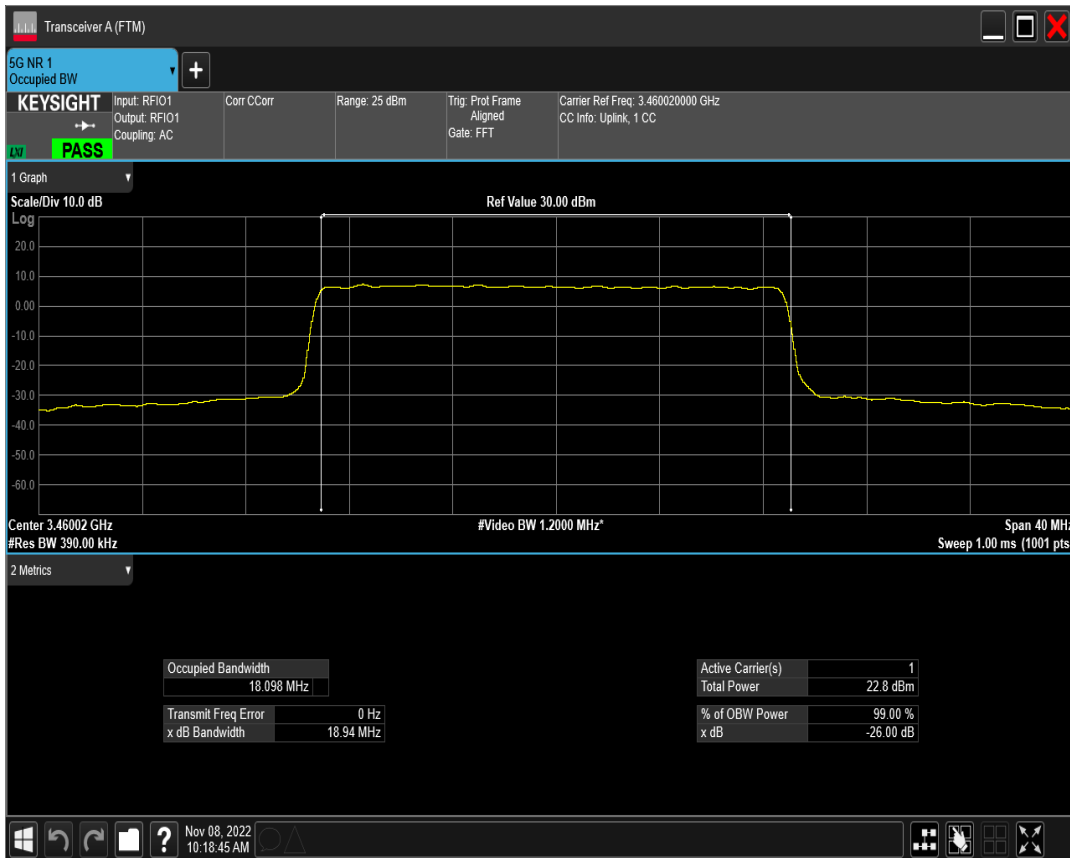 Transceiver A (FTM)
5G NR 1
Occupied BW
+
KEYSIGHT
LXI
PASS
Input: RFIO1
Output: RFIO1
Coupling: AC
Corr CCorr
Range: 25 dBm
Trig: Prot Frame
Aligned
Gate: FFT
Carrier Ref Freq: 3.460020000 GHz
CC Info: Uplink, 1 CC
1 Graph
Scale/Div 10.0 dB
Ref Value 30.00 dBm
Log
20.0
10.0
0.00
-10.0
-20.0
-30.0
-40.0
-50.0
-60.0
Center 3.46002 GHz
#Video BW 1.2000 MHz*
Span 40 MHz
#Res BW 390.00 kHz
Sweep 1.00 ms (1001 pts
2 Metrics
Occupied Bandwidth
18.098 MHz
Transmit Freq Error 0 Hz
x dB Bandwidth 18.94 MHz
Active Carrier(s) 1
Total Power 22.8 dBm
% of OBW Power 99.00 %
x dB -26.00 dB
?
Nov 08, 2022
10:18:45 AM